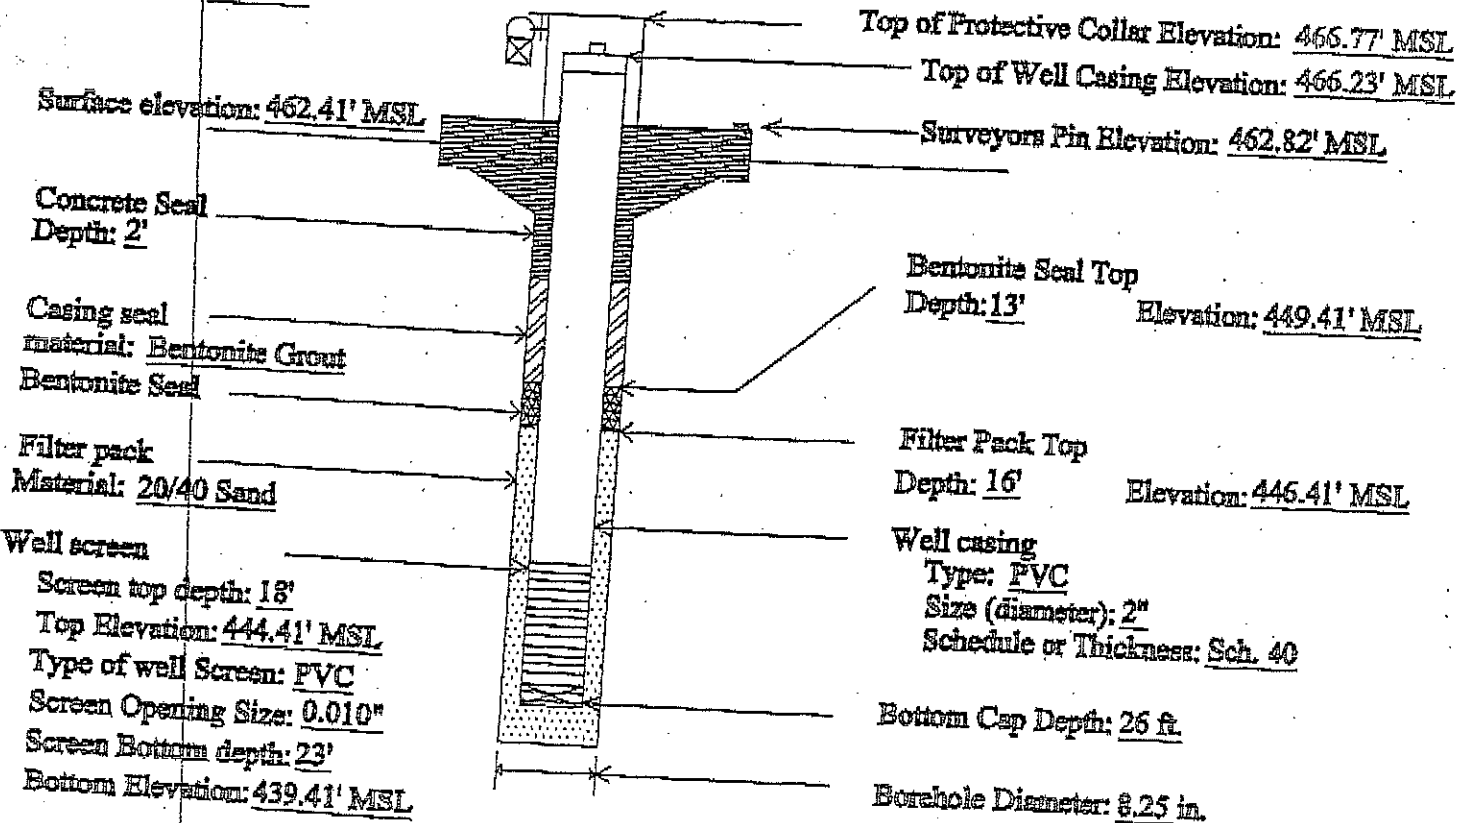 Top of Protective Collar Elevation: 466.77' MSL
Top of Well Casing Elevation: 466.23' MSL
Surface elevation: 462.41' MSL
Surveyors Pin Elevation: 462.82' MSL
Concrete Seal
Depth: 2'
Bentonite Seal Top
Depth: 13' Elevation: 449.41' MSL
Casing seal
material: Bentonite Grout
Bentonite Seal
Filter pack
Material: 20/40 Sand
Filter Pack Top
Depth: 16' Elevation: 446.41' MSL
Well screen
Screen top depth: 18'
Top Elevation: 444.41' MSL
Type of well Screen: PVC
Screen Opening Size: 0.010"
Screen Bottom depth: 23'
Bottom Elevation: 439.41' MSL
Well casing
Type: PVC
Size (diameter): 2"
Schedule or Thickness: Sch. 40
Bottom Cap Depth: 26 ft.
Borehole Diameter: 8.25 in.